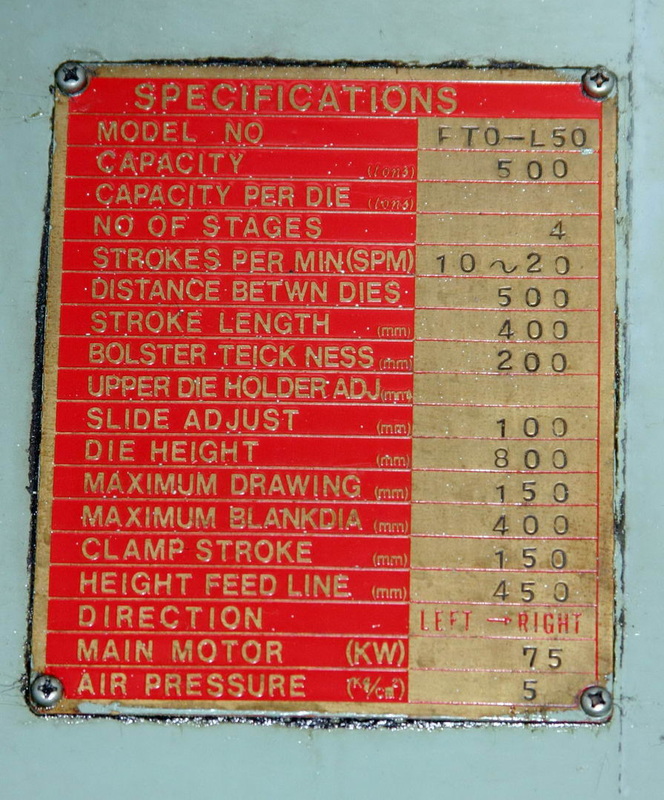 SPECIFICATIONS
MODEL NO FTO-L50
CAPACITY (Tons) 500
CAPACITY PER DIE (Tons)
NO OF STAGES 4
STROKES PER MIN(SPM) 10~20
DISTANCE BETWN DIES 500
STROKE LENGTH (mm) 400
BOLSTER TEICK NESS (mm) 200
UPPER DIE HOLDER ADJ (mm)
SLIDE ADJUST (mm) 100
DIE HEIGHT (mm) 800
MAXIMUM DRAWING (mm) 150
MAXIMUM BLANKDIA (mm) 400
CLAMP STROKE (mm) 150
HEIGHT FEED LINE (mm) 450
DIRECTION LEFT → RIGHT
MAIN MOTOR (KW) 75
AIR PRESSURE (Kg/cm²) 5